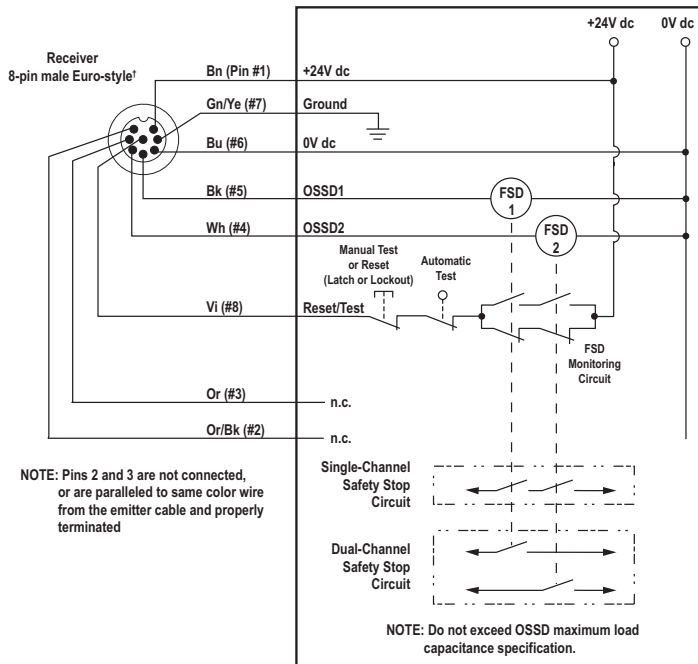 +24V dc
0V dc
Receiver
8-pin male Euro-style†
Bn (Pin #1)
+24V dc
Gn/Ye (#7)
Ground
Bu (#6)
0V dc
Bk (#5)
OSSD1
FSD
1
Wh (#4)
OSSD2
FSD
2
Manual Test
or Reset
(Latch or Lockout)
Automatic
Test
Vi (#8)
Reset/Test
FSD
Monitoring
Circuit
Or (#3)
n.c.
Or/Bk (#2)
n.c.
NOTE: Pins 2 and 3 are not connected,
or are paralleled to same color wire
from the emitter cable and properly
terminated
Single-Channel
Safety Stop
Circuit
Dual-Channel
Safety Stop
Circuit
NOTE: Do not exceed OSSD maximum load
capacitance specification.